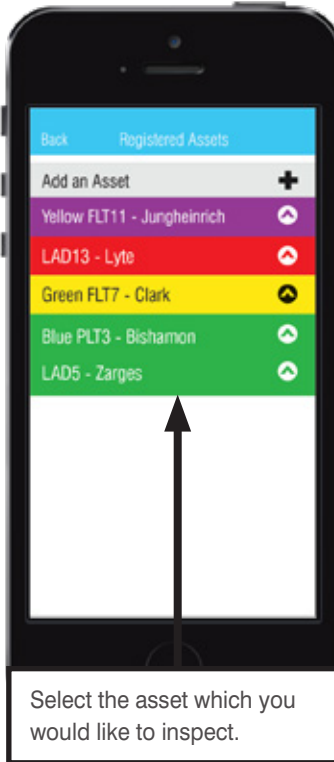 Back Registered Assets
Add an Asset
Yellow FLT11 - Jungheinrich
LAD13 - Lyte
Green FLT7 - Clark
Blue PLT3 - Bishamon
LAD5 - Zarges
Select the asset which you
would like to inspect.